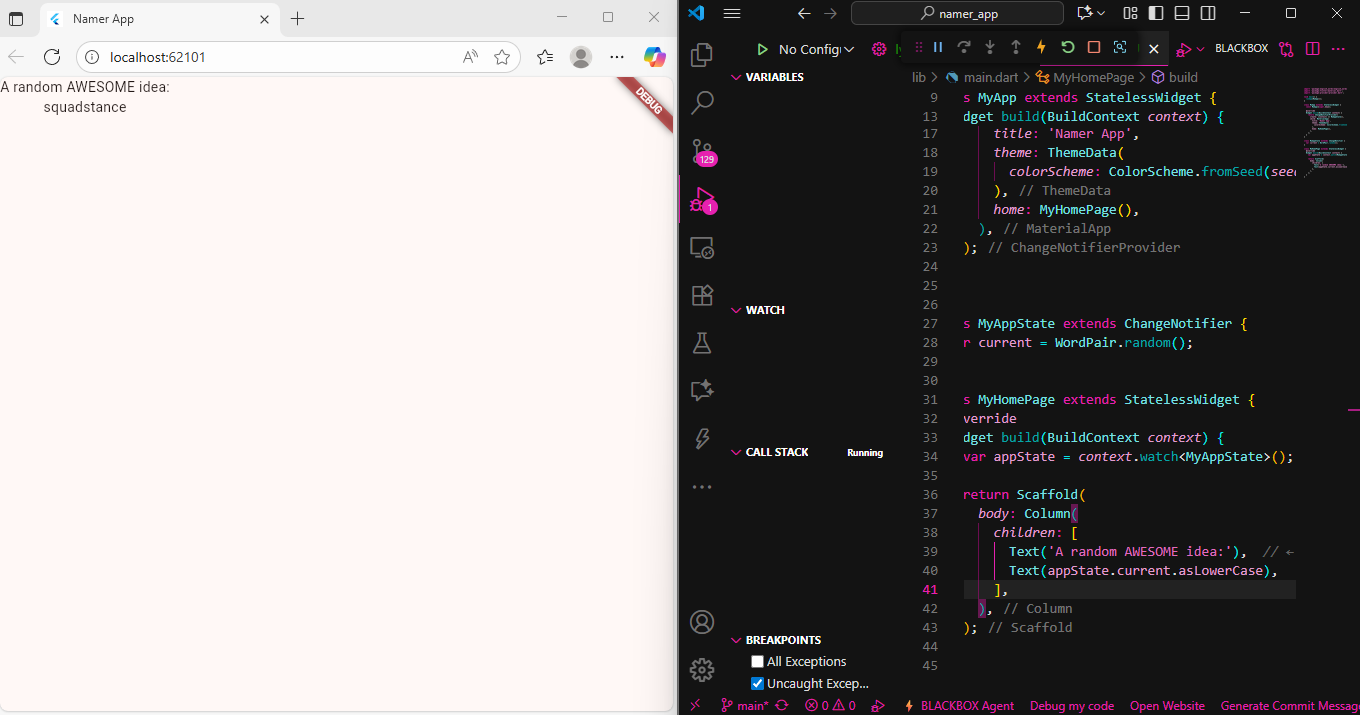 Namer App
localhost:62101
A random AWESOME idea:
squadstance
DEBUG
namer_app
No Config
BLACKBOX
VARIABLES
WATCH
CALL STACK
Running
BREAKPOINTS
All Exceptions
Uncaught Excep...
129
1
lib > main.dart > MyHomePage > build
9 s MyApp extends StatelessWidget {
13 dget build(BuildContext context) {
17 title: 'Namer App',
18 theme: ThemeData(
19 colorScheme: ColorScheme.fromSeed(seed
20 ), // ThemeData
21 home: MyHomePage(),
22 ), // MaterialApp
23 ); // ChangeNotifierProvider
24
25
26
27 s MyAppState extends ChangeNotifier {
28 r current = WordPair.random();
29
30
31 s MyHomePage extends StatelessWidget {
32 verride
33 dget build(BuildContext context) {
34 var appState = context.watch<MyAppState>();
35
36 return Scaffold(
37 body: Column(
38 children: [
39 Text('A random AWESOME idea:'), // ←
40 Text(appState.current.asLowerCase),
41 ],
42 ), // Column
43 ); // Scaffold
44
45
main*
0
0
BLACKBOX Agent
Debug my code
Open Website
Generate Commit Messag